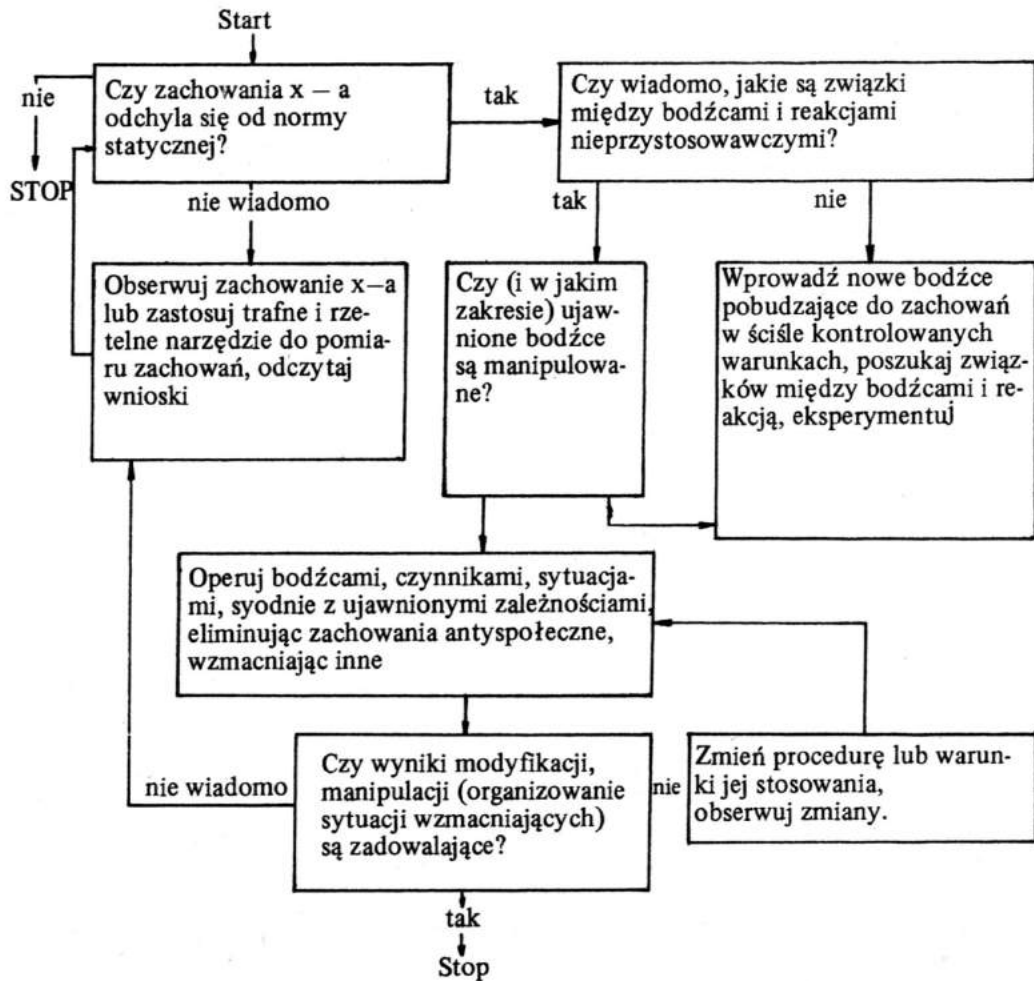 Start
nie
Czy zachowania x – a
odchyla się od normy
statycznej?
tak
Czy wiadomo, jakie są związki
między bodźcami i reakcjami
nieprzystosowawczymi?
STOP
nie wiadomo
tak
nie
Obserwuj zachowanie x–a
lub zastosuj trafne i rze-
telne narzędzie do pomia-
ru zachowań, odczytaj
wnioski
Czy (i w jakim
zakresie) ujaw-
nione bodźce
są manipulowa-
ne?
Wprowadź nowe bodźce
pobudzające do zachowań
w ściśle kontrolowanych
warunkach, poszukaj związ-
ków między bodźcami i re-
akcją, eksperymentuj
Operuj bodźcami, czynnikami, sytuacja-
mi, syodnie z ujawnionymi zależnościami,
eliminując zachowania antyspołeczne,
wzmacniając inne
nie wiadomo
Czy wyniki modyfikacji,
manipulacji (organizowanie
sytuacji wzmacniających)
są zadowalające?
nie
Zmień procedurę lub warun-
ki jej stosowania,
obserwuj zmiany.
tak
Stop